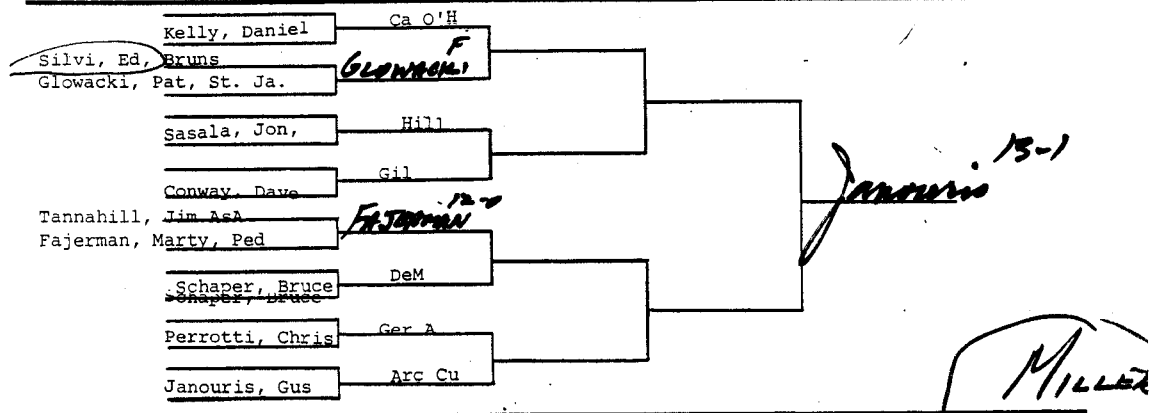 Kelly, Daniel Ca O'H
Silvi, Ed, Bruns
Glowacki, Pat, St. Ja. GLOWACKI F
Sasala, Jon, Hill
Conway, Dave Gil
Tannahill, Jim AsA
Fajerman, Marty, Ped FAJERMAN 12-0
Schaper, Bruce DeM
Schaper, Bruce
Perrotti, Chris Ger A
Janouris, Gus Arc Cu
Janouris 15-1
MILLER